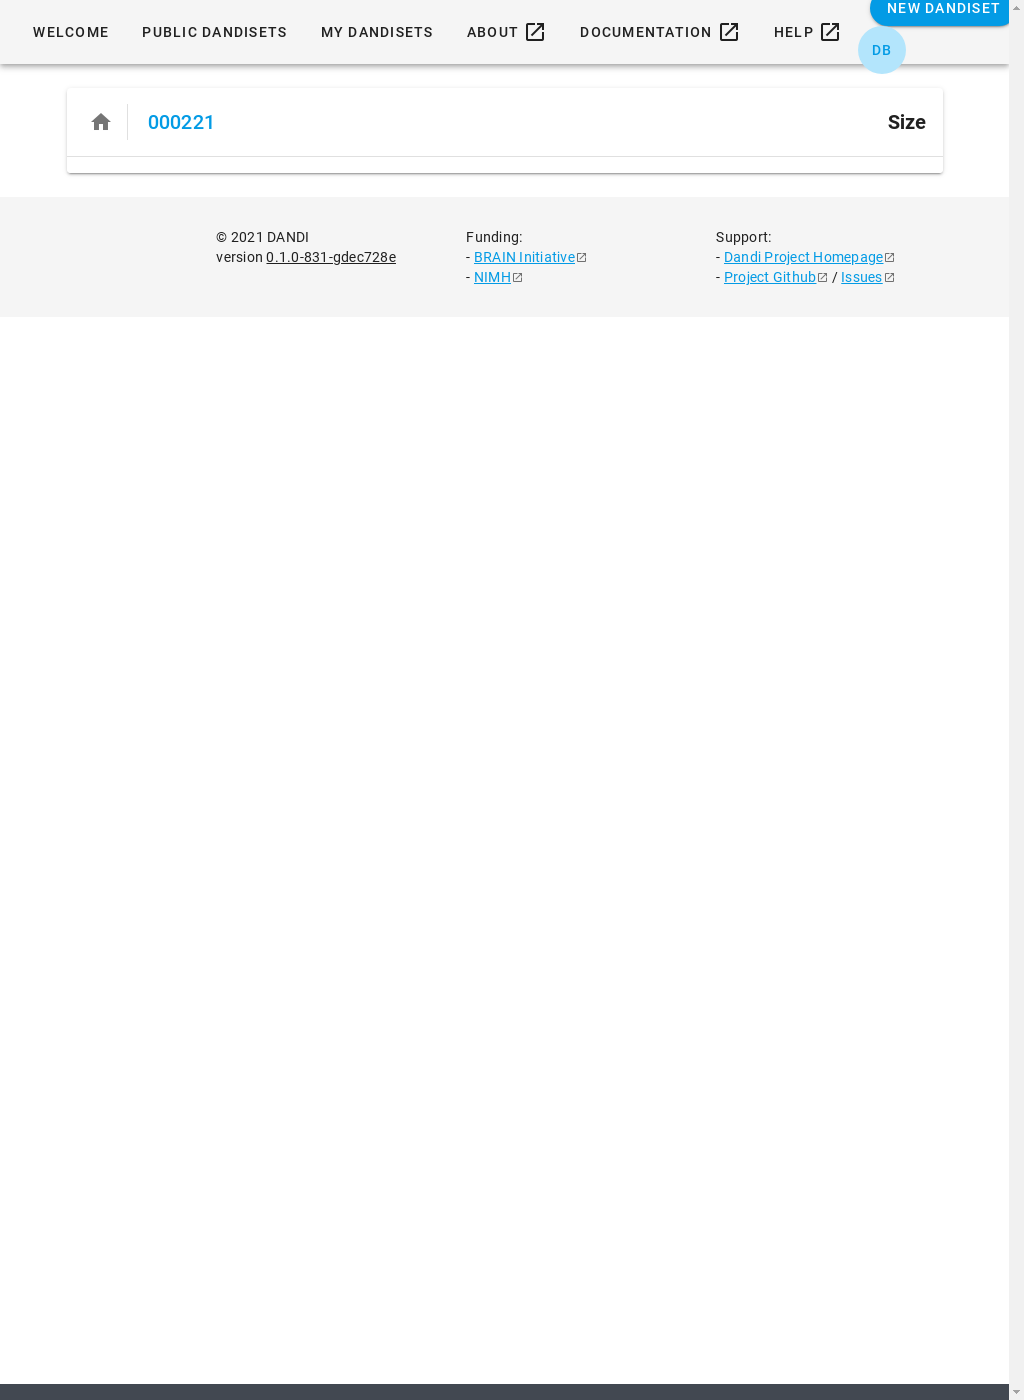 NEW DANDISET
WELCOME PUBLIC DANDISETS MY DANDISETS ABOUT DOCUMENTATION HELP
DB
000221 Size
© 2021 DANDI
version 0.1.0-831-gdec728e
Funding:
- BRAIN Initiative
- NIMH
Support:
- Dandi Project Homepage
- Project Github / Issues